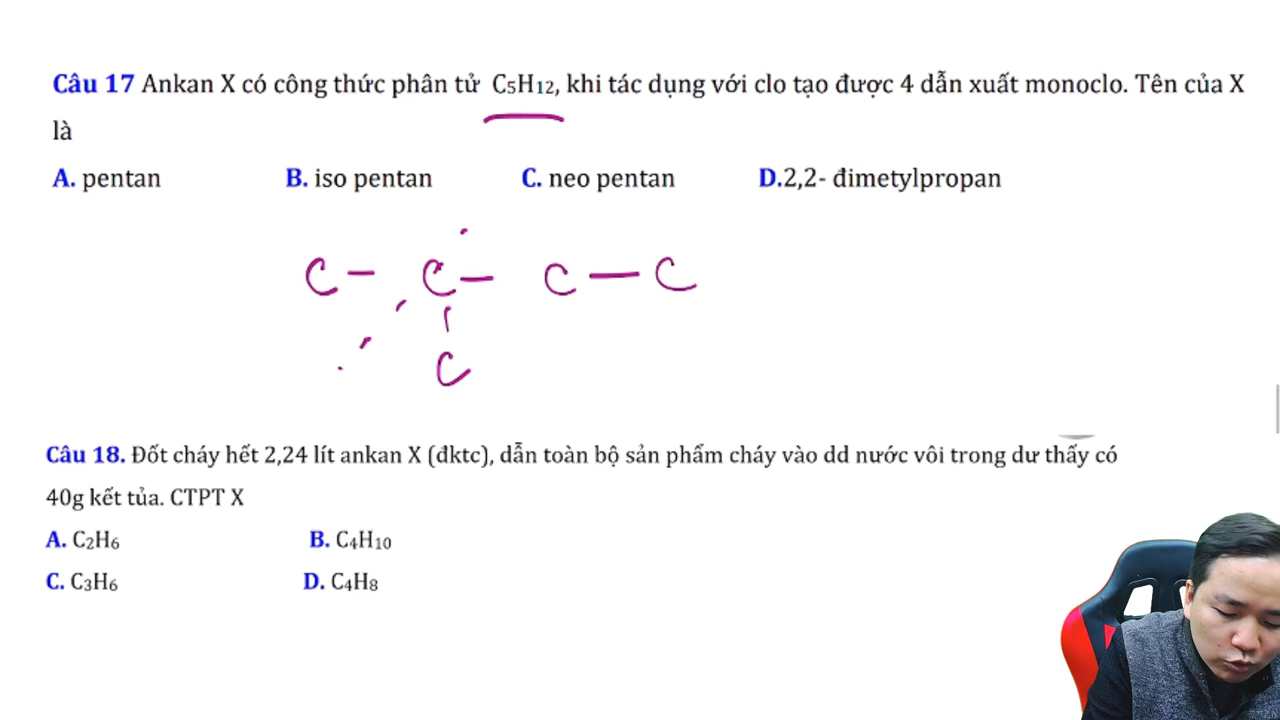 Câu 17 Ankan X có công thức phân tử C₅H₁₂, khi tác dụng với clo tạo được 4 dẫn xuất monoclo. Tên của X
là
A. pentan B. iso pentan C. neo pentan D.2,2- đimetylpropan
C - C - C - C
C
Câu 18. Đốt cháy hết 2,24 lít ankan X (đktc), dẫn toàn bộ sản phẩm cháy vào dd nước vôi trong dư thấy có
40g kết tủa. CTPT X
A. C₂H₆ B. C₄H₁₀
C. C₃H₆ D. C₄H₈